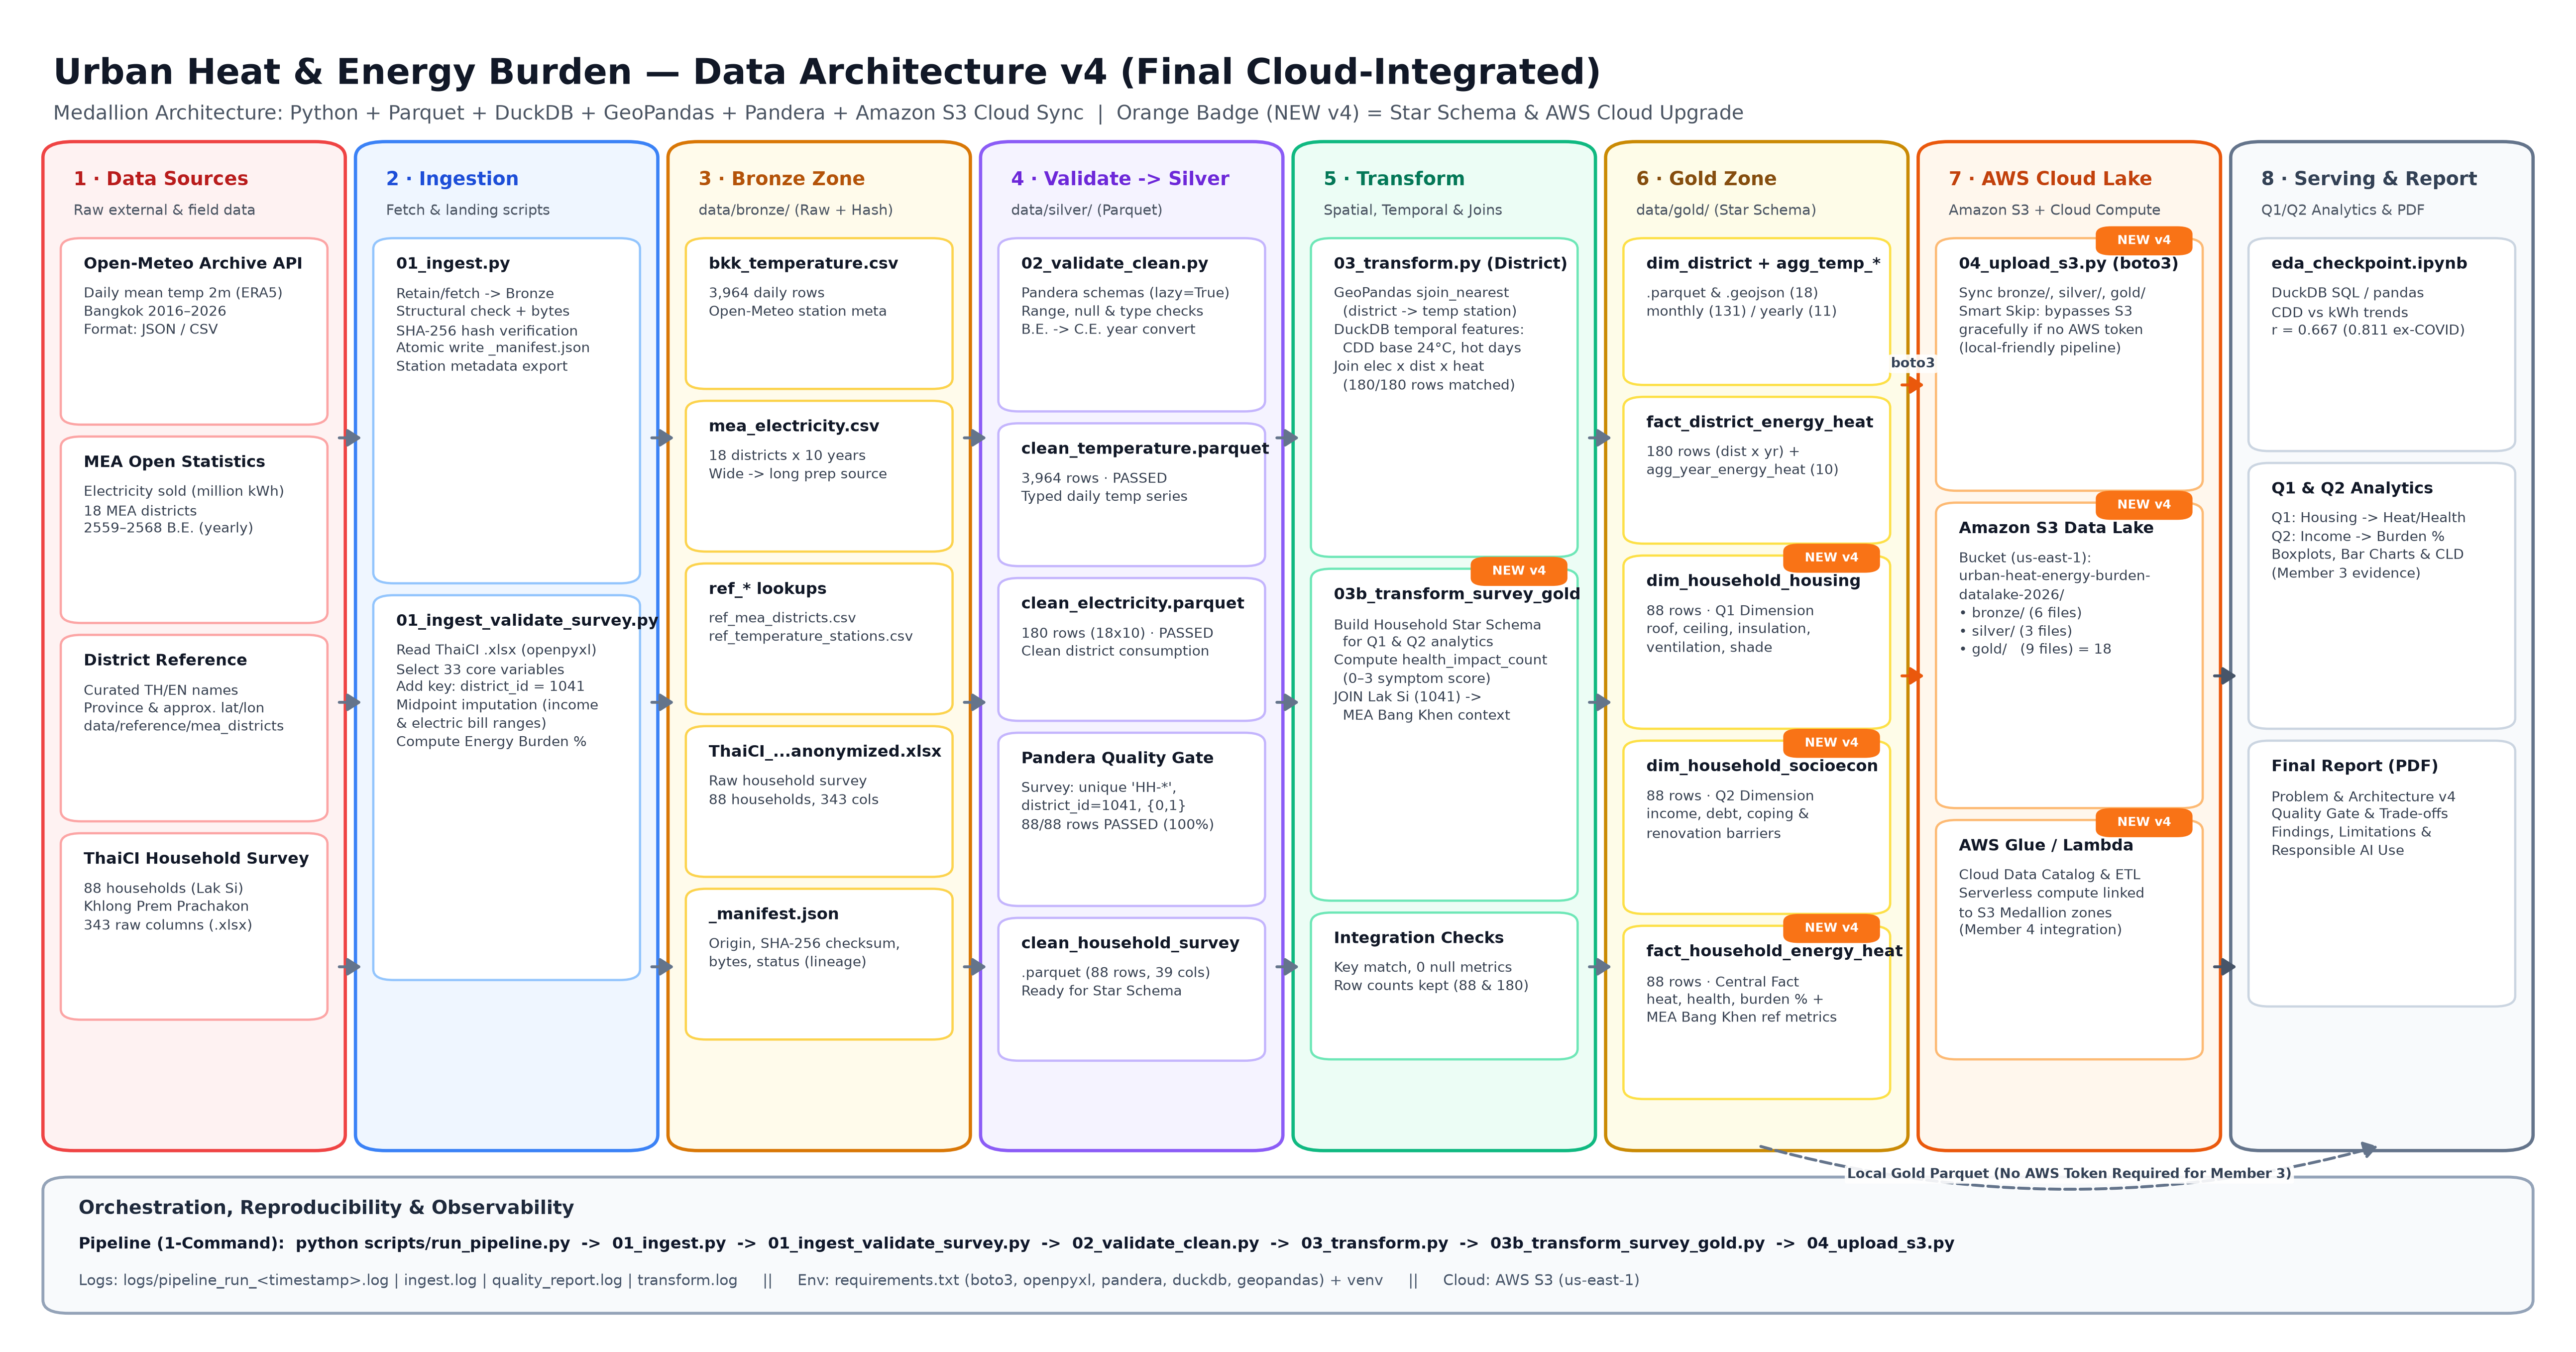 Urban Heat & Energy Burden — Data Architecture v4 (Final Cloud-Integrated)
Medallion Architecture: Python + Parquet + DuckDB + GeoPandas + Pandera + Amazon S3 Cloud Sync | Orange Badge (NEW v4) = Star Schema & AWS Cloud Upgrade
1 · Data Sources
Raw external & field data
Open-Meteo Archive API
Daily mean temp 2m (ERA5)
Bangkok 2016–2026
Format: JSON / CSV
MEA Open Statistics
Electricity sold (million kWh)
18 MEA districts
2559–2568 B.E. (yearly)
District Reference
Curated TH/EN names
Province & approx. lat/lon
data/reference/mea_districts
ThaiCI Household Survey
88 households (Lak Si)
Khlong Prem Prachakon
343 raw columns (.xlsx)
2 · Ingestion
Fetch & landing scripts
01_ingest.py
Retain/fetch -> Bronze
Structural check + bytes
SHA-256 hash verification
Atomic write _manifest.json
Station metadata export
01_ingest_validate_survey.py
Read ThaiCI .xlsx (openpyxl)
Select 33 core variables
Add key: district_id = 1041
Midpoint imputation (income
& electric bill ranges)
Compute Energy Burden %
3 · Bronze Zone
data/bronze/ (Raw + Hash)
bkk_temperature.csv
3,964 daily rows
Open-Meteo station meta
mea_electricity.csv
18 districts x 10 years
Wide -> long prep source
ref_* lookups
ref_mea_districts.csv
ref_temperature_stations.csv
ThaiCI_...anonymized.xlsx
Raw household survey
88 households, 343 cols
_manifest.json
Origin, SHA-256 checksum,
bytes, status (lineage)
4 · Validate -> Silver
data/silver/ (Parquet)
02_validate_clean.py
Pandera schemas (lazy=True)
Range, null & type checks
B.E. -> C.E. year convert
clean_temperature.parquet
3,964 rows · PASSED
Typed daily temp series
clean_electricity.parquet
180 rows (18x10) · PASSED
Clean district consumption
Pandera Quality Gate
Survey: unique 'HH-*',
district_id=1041, {0,1}
88/88 rows PASSED (100%)
clean_household_survey
.parquet (88 rows, 39 cols)
Ready for Star Schema
5 · Transform
Spatial, Temporal & Joins
03_transform.py (District)
GeoPandas sjoin_nearest
(district -> temp station)
DuckDB temporal features:
CDD base 24°C, hot days
Join elec x dist x heat
(180/180 rows matched)
NEW v4
03b_transform_survey_gold
Build Household Star Schema
for Q1 & Q2 analytics
Compute health_impact_count
(0–3 symptom score)
JOIN Lak Si (1041) ->
MEA Bang Khen context
Integration Checks
Key match, 0 null metrics
Row counts kept (88 & 180)
6 · Gold Zone
data/gold/ (Star Schema)
dim_district + agg_temp_*
.parquet & .geojson (18)
monthly (131) / yearly (11)
fact_district_energy_heat
180 rows (dist x yr) +
agg_year_energy_heat (10)
NEW v4
dim_household_housing
88 rows · Q1 Dimension
roof, ceiling, insulation,
ventilation, shade
NEW v4
dim_household_socioecon
88 rows · Q2 Dimension
income, debt, coping &
renovation barriers
NEW v4
fact_household_energy_heat
88 rows · Central Fact
heat, health, burden % +
MEA Bang Khen ref metrics
boto3
7 · AWS Cloud Lake
Amazon S3 + Cloud Compute
NEW v4
04_upload_s3.py (boto3)
Sync bronze/, silver/, gold/
Smart Skip: bypasses S3
gracefully if no AWS token
(local-friendly pipeline)
NEW v4
Amazon S3 Data Lake
Bucket (us-east-1):
urban-heat-energy-burden-
datalake-2026/
• bronze/ (6 files)
• silver/ (3 files)
• gold/ (9 files) = 18
NEW v4
AWS Glue / Lambda
Cloud Data Catalog & ETL
Serverless compute linked
to S3 Medallion zones
(Member 4 integration)
8 · Serving & Report
Q1/Q2 Analytics & PDF
eda_checkpoint.ipynb
DuckDB SQL / pandas
CDD vs kWh trends
r = 0.667 (0.811 ex-COVID)
Q1 & Q2 Analytics
Q1: Housing -> Heat/Health
Q2: Income -> Burden %
Boxplots, Bar Charts & CLD
(Member 3 evidence)
Final Report (PDF)
Problem & Architecture v4
Quality Gate & Trade-offs
Findings, Limitations &
Responsible AI Use
Local Gold Parquet (No AWS Token Required for Member 3)
Orchestration, Reproducibility & Observability
Pipeline (1-Command): python scripts/run_pipeline.py -> 01_ingest.py -> 01_ingest_validate_survey.py -> 02_validate_clean.py -> 03_transform.py -> 03b_transform_survey_gold.py -> 04_upload_s3.py
Logs: logs/pipeline_run_<timestamp>.log | ingest.log | quality_report.log | transform.log || Env: requirements.txt (boto3, openpyxl, pandera, duckdb, geopandas) + venv || Cloud: AWS S3 (us-east-1)